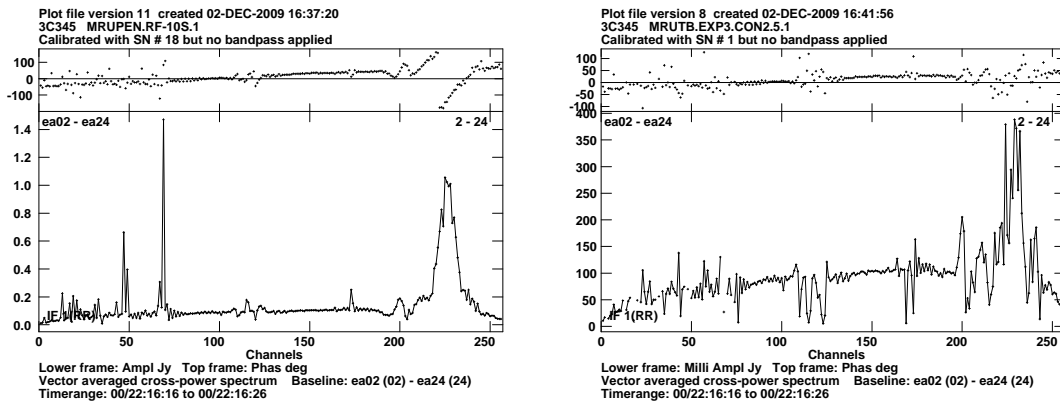 Plot file version 11  created 02-DEC-2009 16:37:20
3C345   MRUPEN.RF-10S.1
Calibrated with SN # 18 but no bandpass applied
100
0
-100
ea02 - ea24
2 - 24
1.4
1.2
1.0
0.8
0.6
0.4
0.2
0.0
IF 1(RR)
0
50
100
150
200
250
Channels
Lower frame: Ampl Jy   Top frame: Phas deg
Vector averaged cross-power spectrum    Baseline: ea02 (02) - ea24 (24)
Timerange: 00/22:16:16 to 00/22:16:26
Plot file version 8  created 02-DEC-2009 16:41:56
3C345   MRUTB.EXP3.CON2.5.1
Calibrated with SN # 1 but no bandpass applied
100
50
0
-50
-100
ea02 - ea24
2 - 24
400
350
300
250
200
150
100
50
0
IF 1(RR)
0
50
100
150
200
250
Channels
Lower frame: Milli Ampl Jy   Top frame: Phas deg
Vector averaged cross-power spectrum    Baseline: ea02 (02) - ea24 (24)
Timerange: 00/22:16:16 to 00/22:16:26